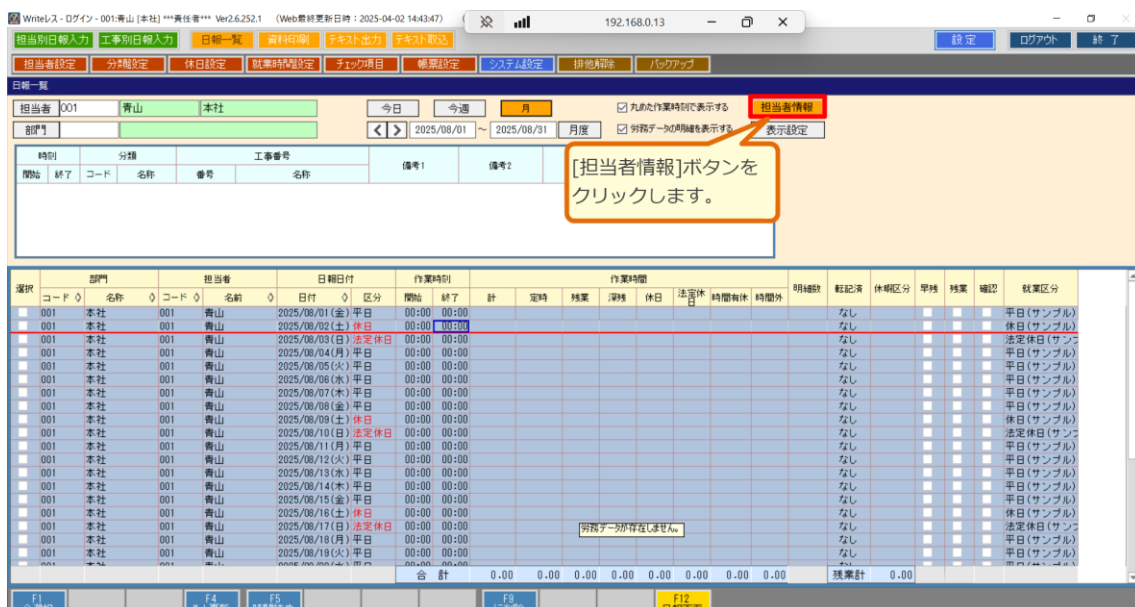 Writeレス - ログイン - 001:青山 [本社] ***責任者*** Ver2.6.252.1 （Web最終更新日時：2025-04-02 14:43:47）
192.168.0.13
担当別日報入力 工事別日報入力 日報一覧 資料印刷 テキスト出力 テキスト取込 設定 ログアウト 終了
担当者設定 分類設定 休日設定 就業時間設定 チェック項目 帳票設定 システム設定 排他解除 バックアップ
日報一覧
担当者 001 青山 本社 今日 今週 月 丸めた作業時刻で表示する 担当者情報
部門 2025/08/01 ～ 2025/08/31 月度 労務データの明細を表示する 表示設定
[担当者情報]ボタンを
クリックします。
時刻 分類 工事番号 備考1 備考2
開始 終了 コード 名称 番号 名称
選択 部門 担当者 日報日付 作業時刻 作業時間 明細数 転記済 休暇区分 早残 残業 確認 就業区分
コード 名称 コード 名前 日付 区分 開始 終了 計 定時 残業 深残 休日 法定休日 時間有休 時間外
001 本社 001 青山 2025/08/01(金) 平日 00:00 00:00 なし 平日(サンプル)
001 本社 001 青山 2025/08/02(土) 休日 00:00 00:00 なし 休日(サンプル)
001 本社 001 青山 2025/08/03(日) 法定休日 00:00 00:00 なし 法定休日(サンプ
001 本社 001 青山 2025/08/04(月) 平日 00:00 00:00 なし 平日(サンプル)
001 本社 001 青山 2025/08/05(火) 平日 00:00 00:00 なし 平日(サンプル)
001 本社 001 青山 2025/08/06(水) 平日 00:00 00:00 なし 平日(サンプル)
001 本社 001 青山 2025/08/07(木) 平日 00:00 00:00 なし 平日(サンプル)
001 本社 001 青山 2025/08/08(金) 平日 00:00 00:00 なし 平日(サンプル)
001 本社 001 青山 2025/08/09(土) 休日 00:00 00:00 なし 休日(サンプル)
001 本社 001 青山 2025/08/10(日) 法定休日 00:00 00:00 なし 法定休日(サンプ
001 本社 001 青山 2025/08/11(月) 平日 00:00 00:00 なし 平日(サンプル)
001 本社 001 青山 2025/08/12(火) 平日 00:00 00:00 なし 平日(サンプル)
001 本社 001 青山 2025/08/13(水) 平日 00:00 00:00 なし 平日(サンプル)
001 本社 001 青山 2025/08/14(木) 平日 00:00 00:00 なし 平日(サンプル)
001 本社 001 青山 2025/08/15(金) 平日 00:00 00:00 なし 平日(サンプル)
001 本社 001 青山 2025/08/16(土) 休日 00:00 00:00 なし 休日(サンプル)
001 本社 001 青山 2025/08/17(日) 法定休日 00:00 00:00 労務データが存在しません。 なし 法定休日(サンプ
001 本社 001 青山 2025/08/18(月) 平日 00:00 00:00 なし 平日(サンプル)
001 本社 001 青山 2025/08/19(火) 平日 00:00 00:00 なし 平日(サンプル)
合計 0.00 0.00 0.00 0.00 0.00 0.00 0.00 0.00 残業計 0.00
F1 F4 F5 F9 F12